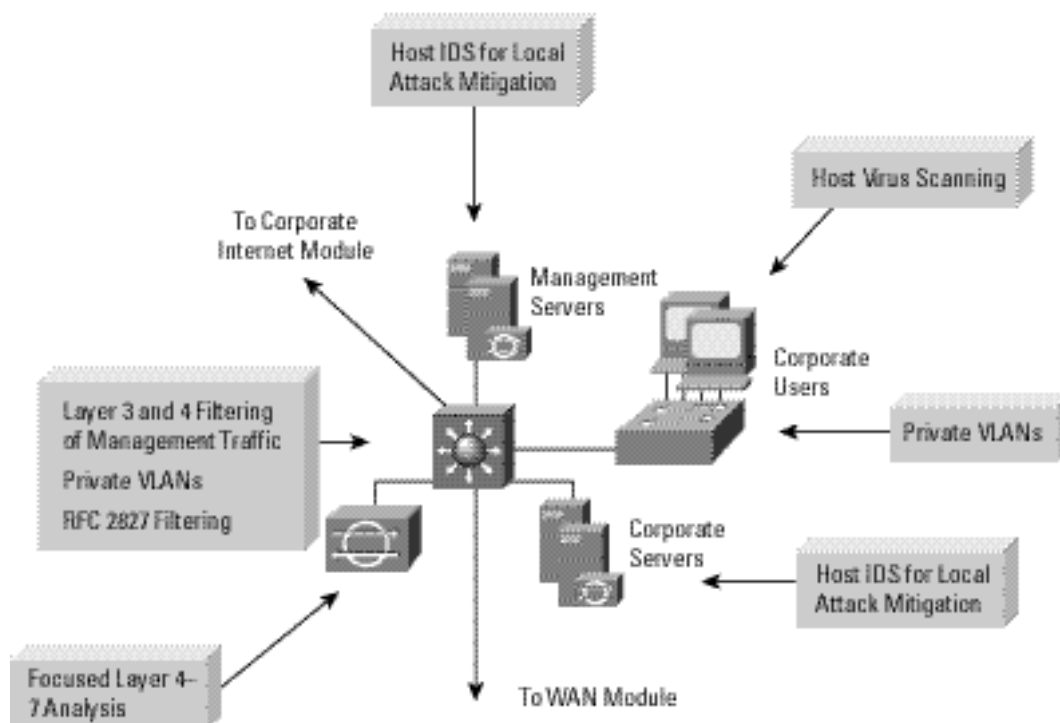 Host IDS for Local
Attack Mitigation
Host Virus Scanning
To Corporate
Internet Module
Management
Servers
Corporate
Users
Layer 3 and 4 Filtering
of Management Traffic
Private VLANs
RFC 2827 Filtering
Private VLANs
Corporate
Servers
Host IDS for Local
Attack Mitigation
Focused Layer 4–
7 Analysis
To WAN Module